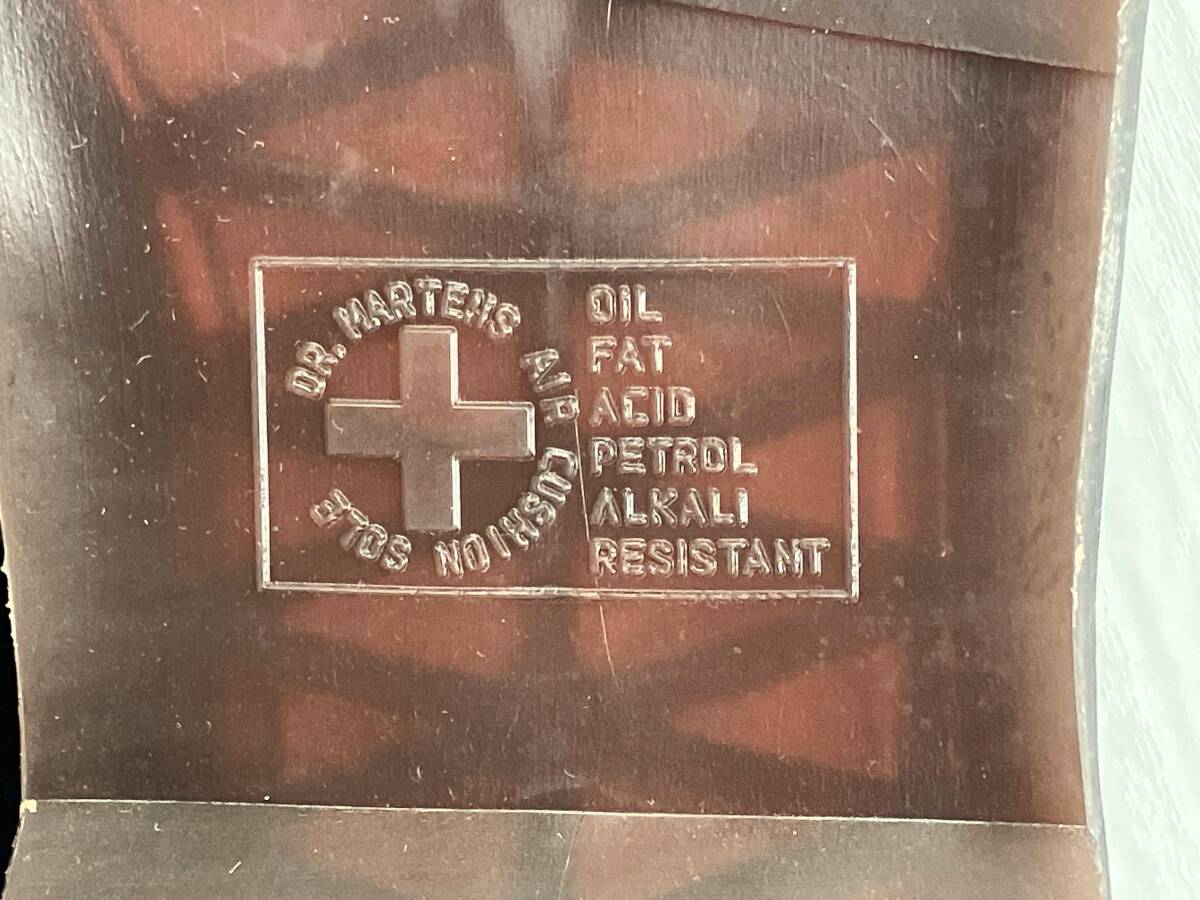 DR. MARTENS AIR CUSHION SOLE
OIL
FAT
ACID
PETROL
ALKALI
RESISTANT